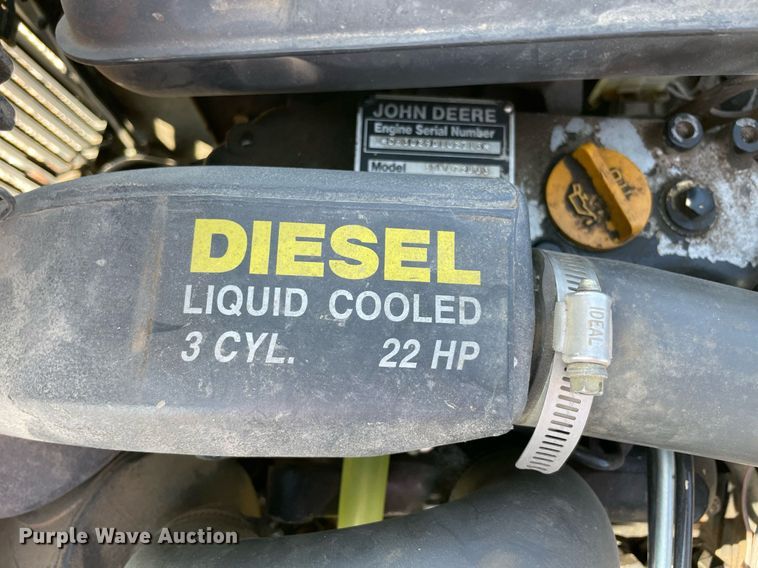 JOHN DEERE
Engine Serial Number
Model
DIESEL
LIQUID COOLED
3 CYL. 22 HP
IDEAL
Purple Wave Auction